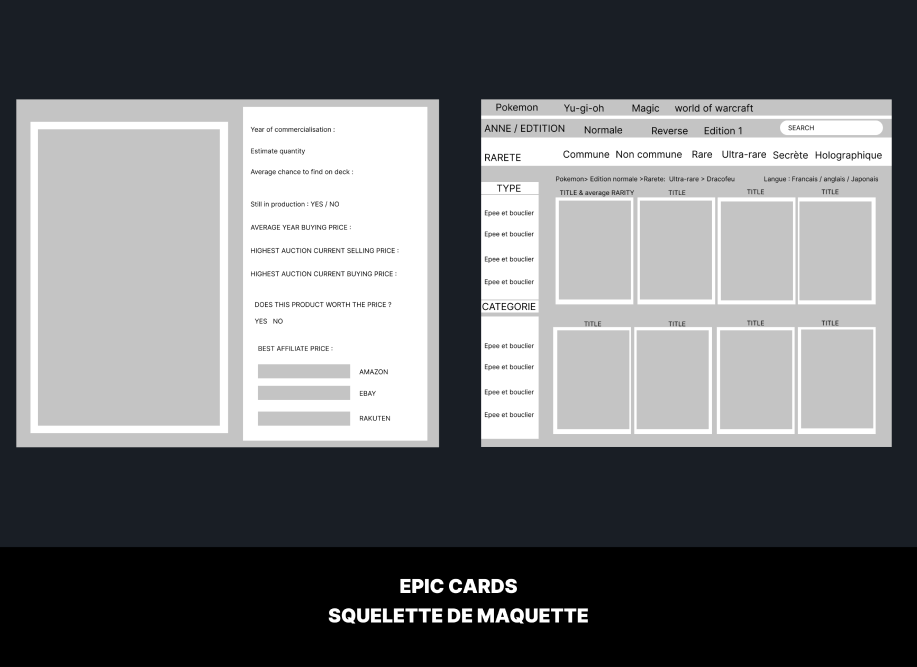 Year of commercialisation :
Estimate quantity
Average chance to find on deck :
Still in production : YES / NO
AVERAGE YEAR BUYING PRICE :
HIGHEST AUCTION CURRENT SELLING PRICE :
HIGHEST AUCTION CURRENT BUYING PRICE :
DOES THIS PRODUCT WORTH THE PRICE ?
YES NO
BEST AFFILIATE PRICE :
AMAZON
EBAY
RAKUTEN
Pokemon Yu-gi-oh Magic world of warcraft
ANNE / EDTITION Normale Reverse Edition 1 SEARCH
RARETE Commune Non commune Rare Ultra-rare Secrète Holographique
Pokemon> Edition normale >Rarete: Ultra-rare > Dracofeu Langue : Francais / anglais / Japonais
TYPE
Epee et bouclier
Epee et bouclier
Epee et bouclier
Epee et bouclier
CATEGORIE
Epee et bouclier
Epee et bouclier
Epee et bouclier
Epee et bouclier
TITLE & average RARITY TITLE TITLE TITLE
TITLE TITLE TITLE TITLE
EPIC CARDS
SQUELETTE DE MAQUETTE